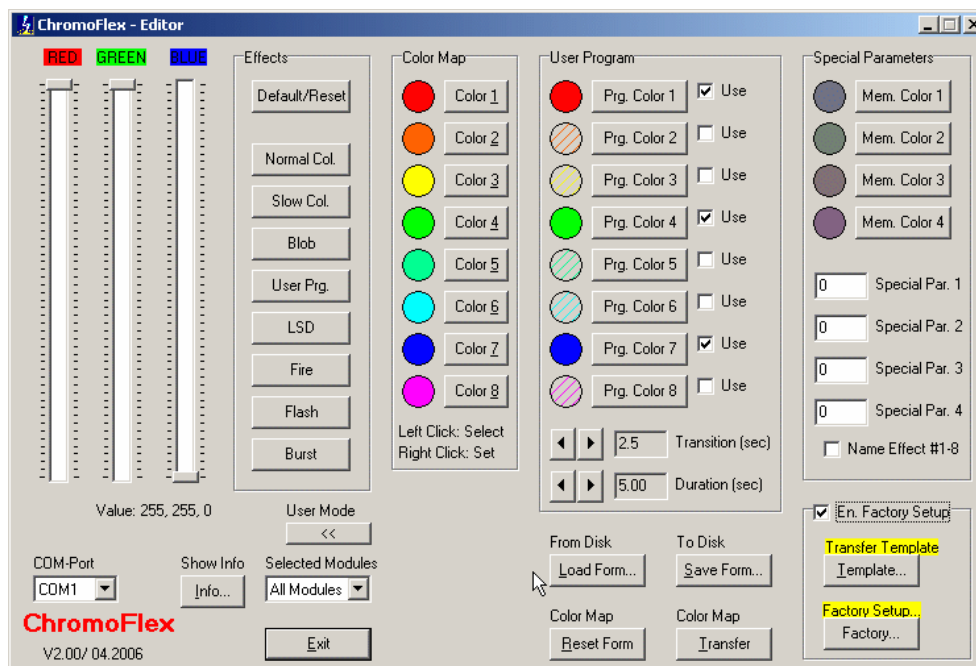 ChromoFlex - Editor
RED GREEN BLUE
Value: 255, 255, 0
Effects
Default/Reset
Normal Col.
Slow Col.
Blob
User Prg.
LSD
Fire
Flash
Burst
Color Map
Color 1
Color 2
Color 3
Color 4
Color 5
Color 6
Color 7
Color 8
Left Click: Select
Right Click: Set
User Program
Prg. Color 1 Use
Prg. Color 2 Use
Prg. Color 3 Use
Prg. Color 4 Use
Prg. Color 5 Use
Prg. Color 6 Use
Prg. Color 7 Use
Prg. Color 8 Use
2.5 Transition (sec)
5.00 Duration (sec)
Special Parameters
Mem. Color 1
Mem. Color 2
Mem. Color 3
Mem. Color 4
0 Special Par. 1
0 Special Par. 2
0 Special Par. 3
0 Special Par. 4
Name Effect #1-8
User Mode
<<
COM-Port
COM1
Show Info
Info...
Selected Modules
All Modules
ChromoFlex
V2.00/ 04.2006
Exit
From Disk
Load Form...
To Disk
Save Form...
Color Map
Reset Form
Color Map
Transfer
En. Factory Setup
Transfer Template
Template...
Factory Setup...
Factory...